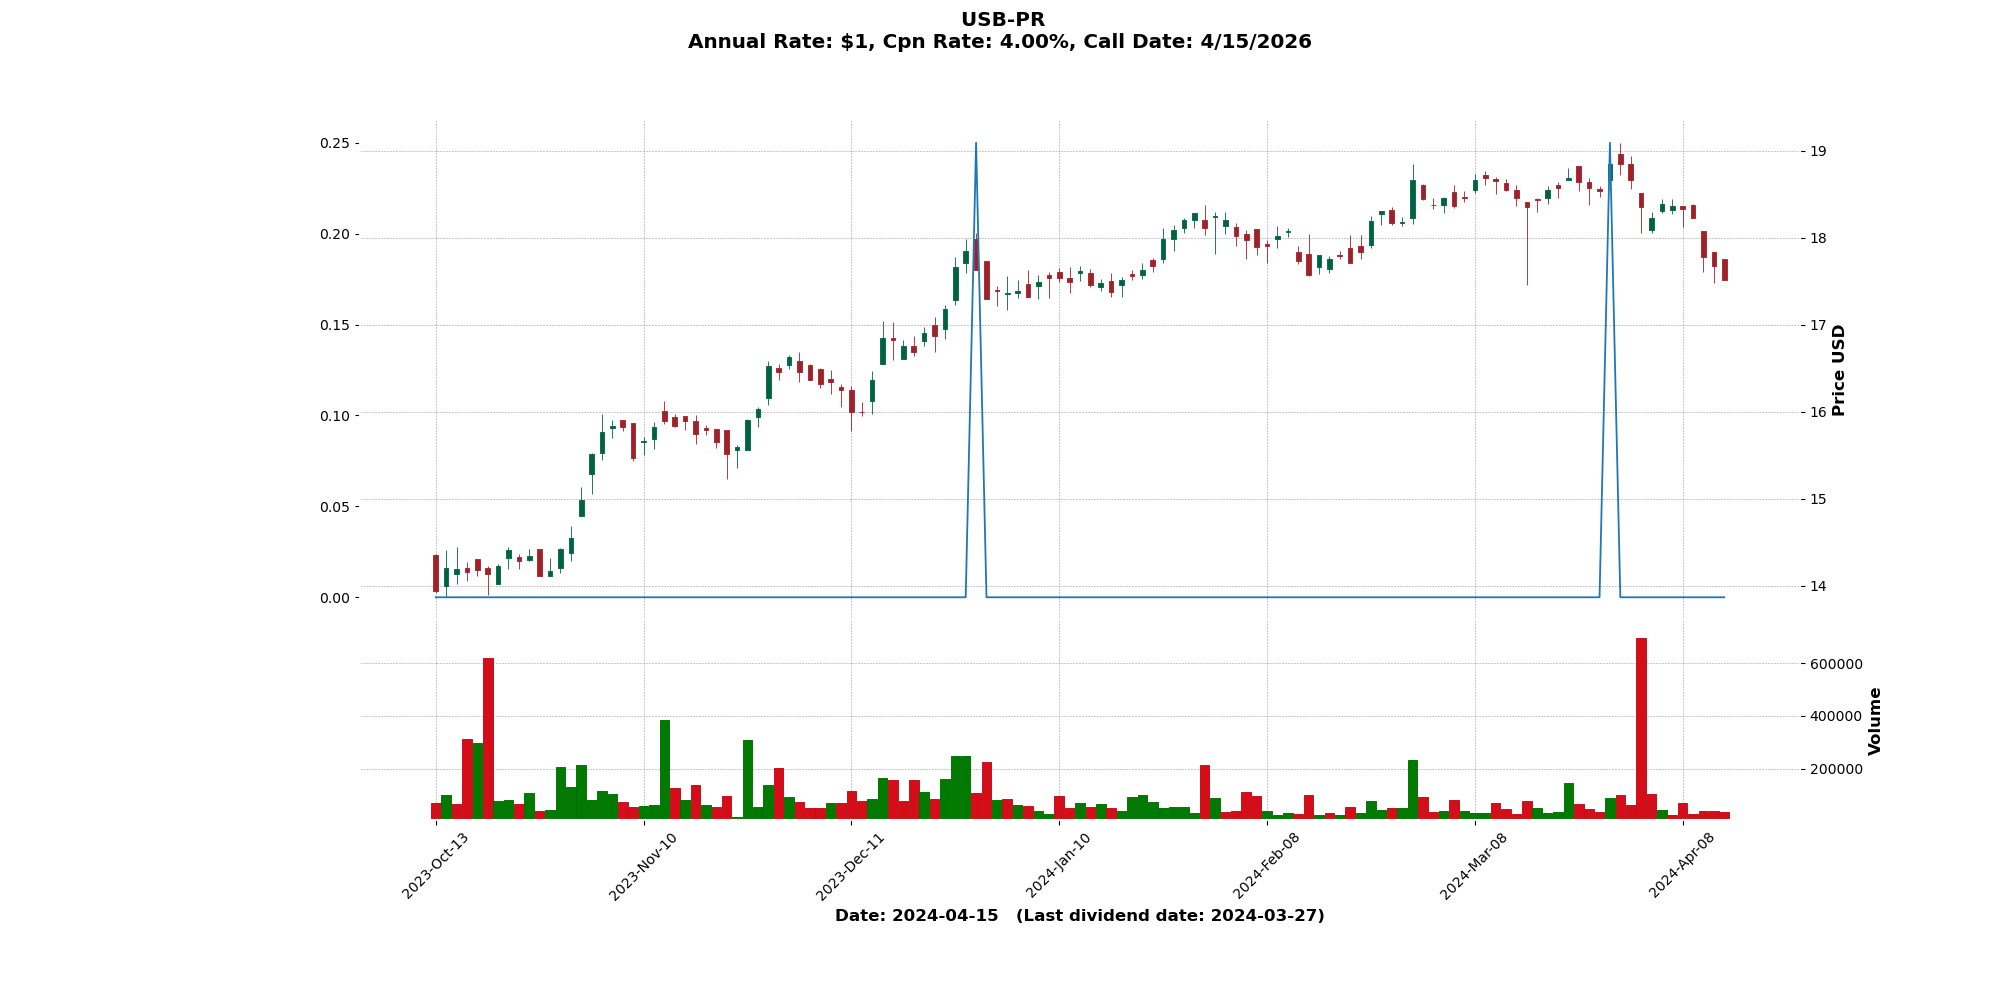 USB-PR
Annual Rate: $1, Cpn Rate: 4.00%, Call Date: 4/15/2026
0.25
0.20
0.15
0.10
0.05
0.00
19
18
17
16
15
14
Price USD
600000
400000
200000
Volume
2023-Oct-13
2023-Nov-10
2023-Dec-11
2024-Jan-10
2024-Feb-08
2024-Mar-08
2024-Apr-08
Date: 2024-04-15 (Last dividend date: 2024-03-27)